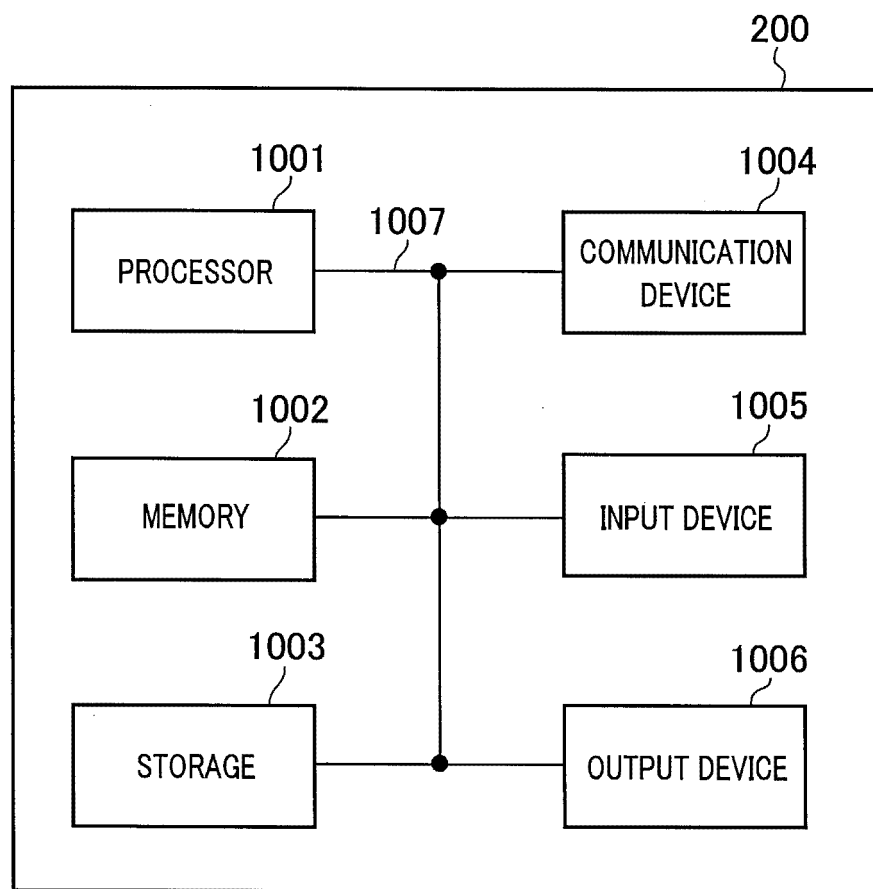 200
1001
PROCESSOR
1007
1004
COMMUNICATION
DEVICE
1002
MEMORY
1005
INPUT DEVICE
1003
STORAGE
1006
OUTPUT DEVICE